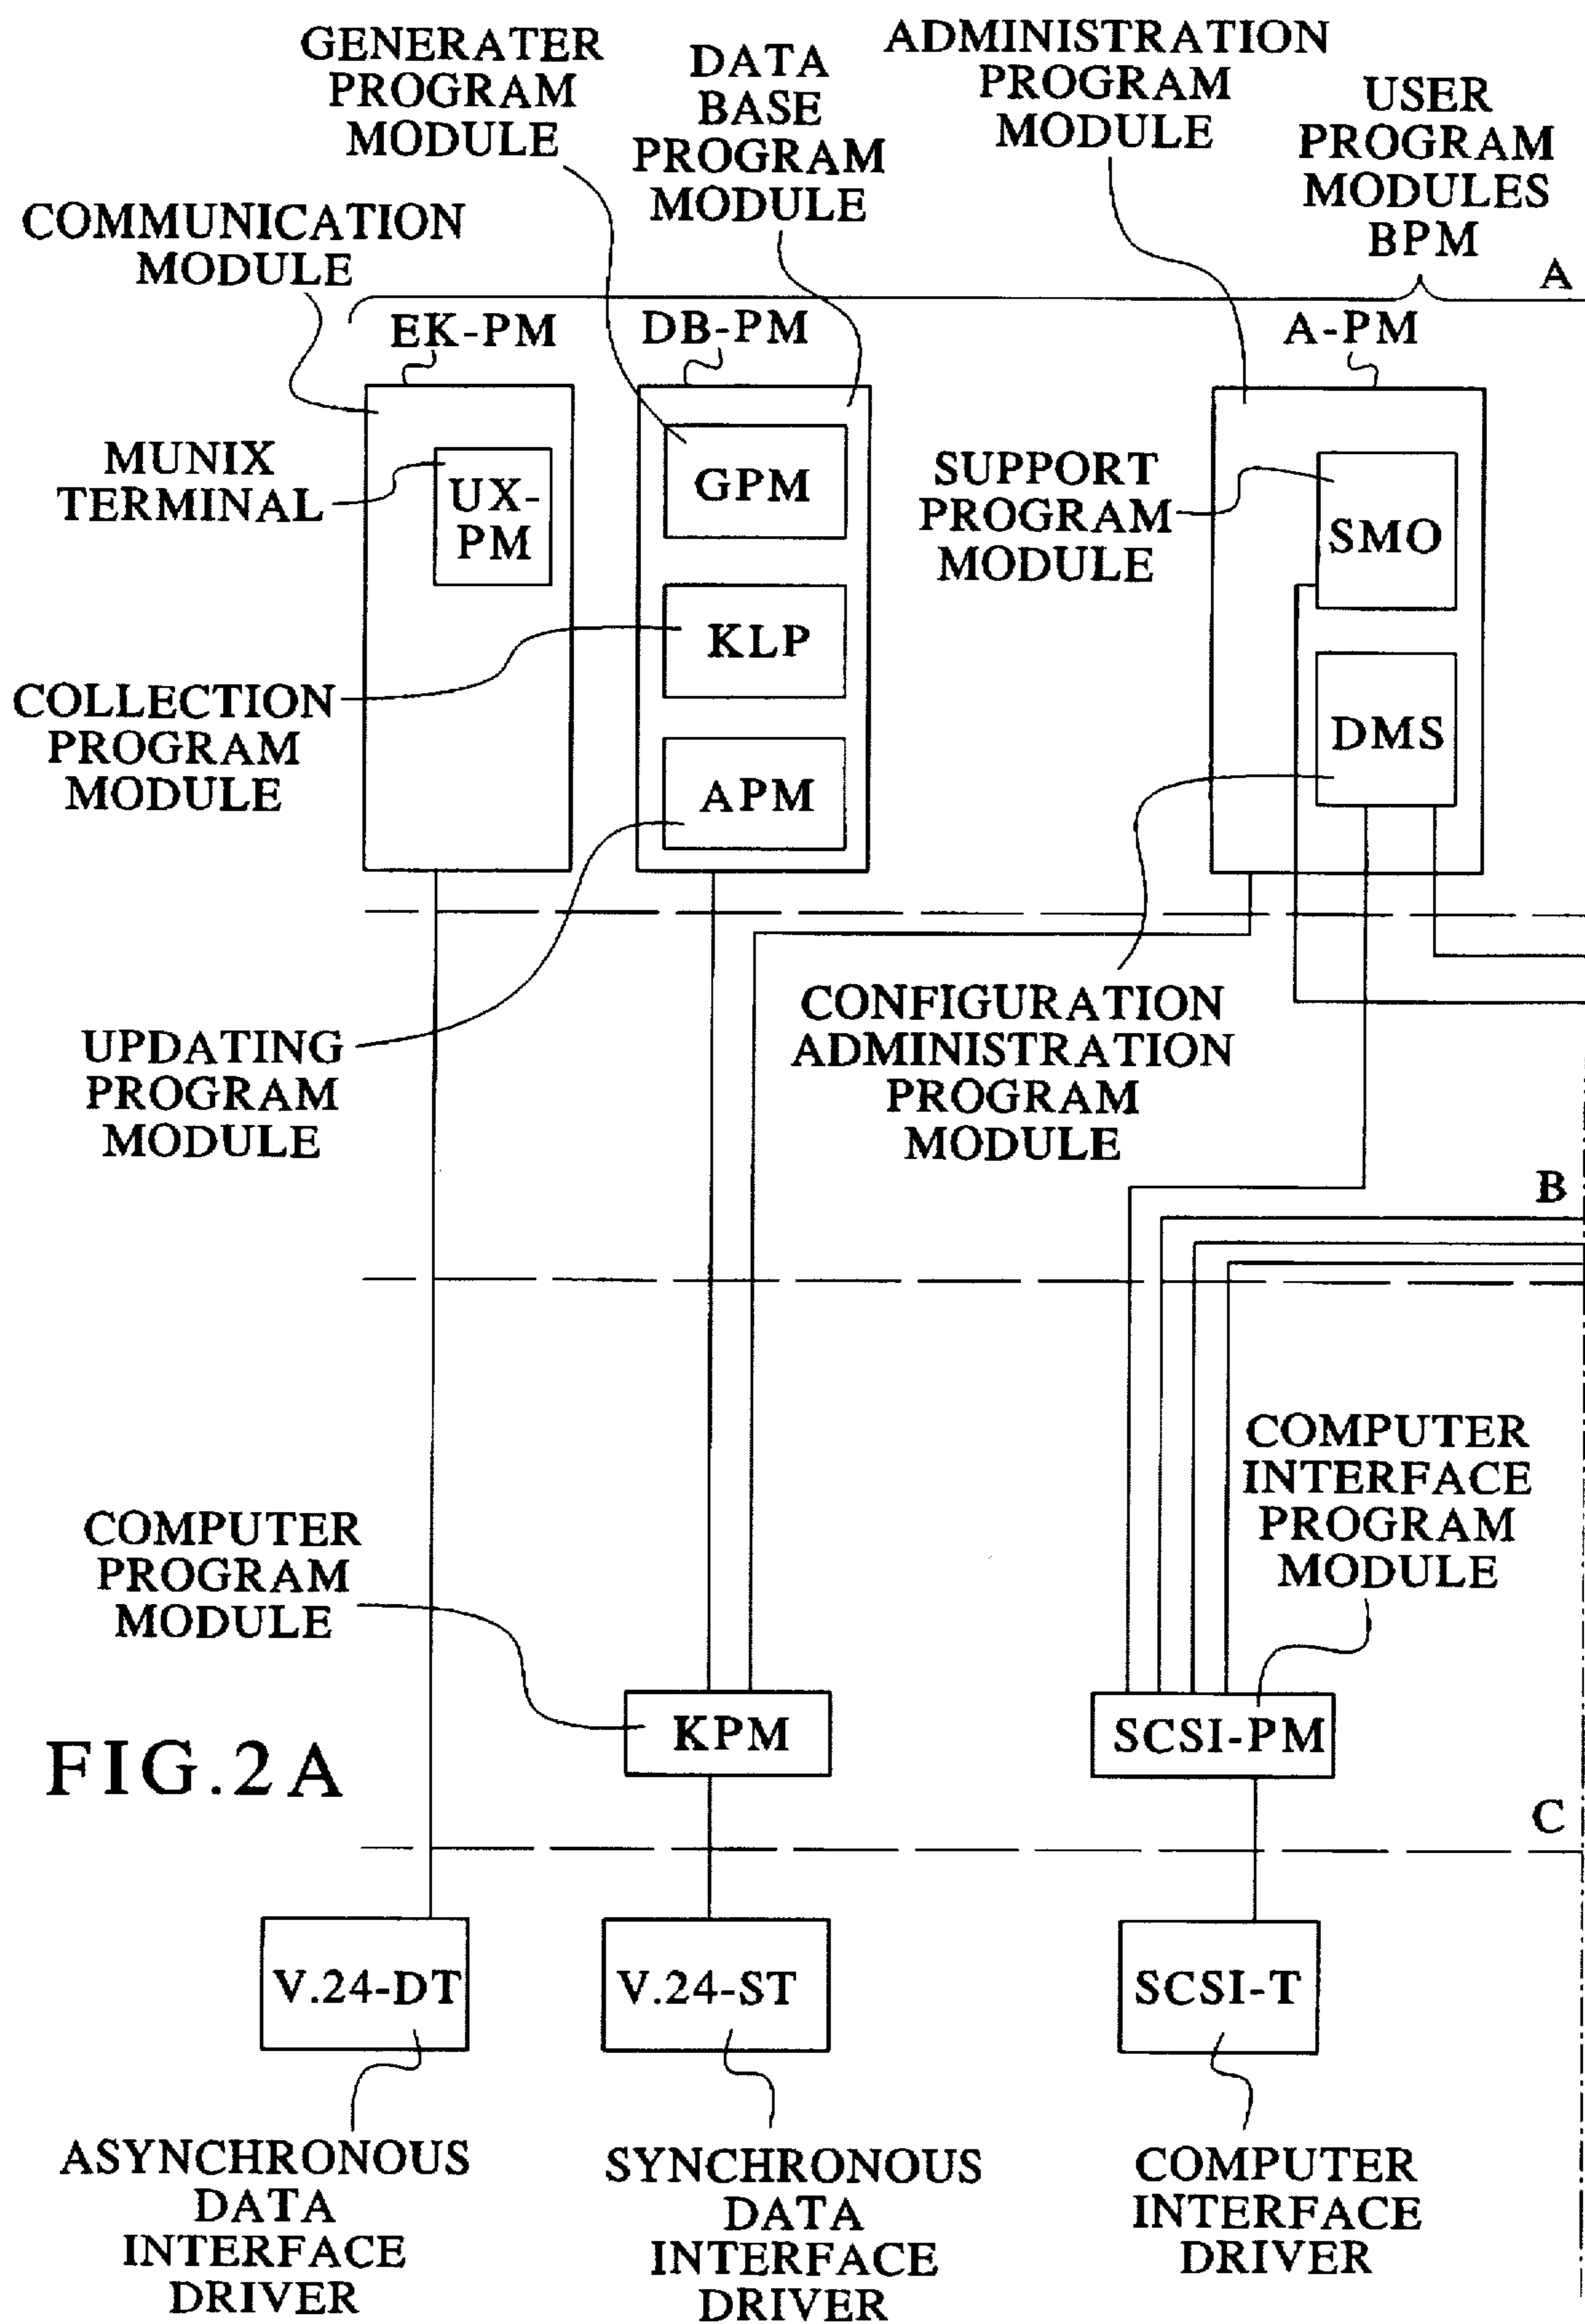 GENERATER
PROGRAM
MODULE
DATA
BASE
PROGRAM
MODULE
ADMINISTRATION
PROGRAM
MODULE
USER
PROGRAM
MODULES
BPM
COMMUNICATION
MODULE
A
EK-PM
DB-PM
A-PM
MUNIX
TERMINAL
UX-
PM
GPM
SUPPORT
PROGRAM
MODULE
SMO
KLP
COLLECTION
PROGRAM
MODULE
DMS
APM
UPDATING
PROGRAM
MODULE
CONFIGURATION
ADMINISTRATION
PROGRAM
MODULE
B
COMPUTER
INTERFACE
PROGRAM
MODULE
COMPUTER
PROGRAM
MODULE
KPM
SCSI-PM
FIG.2A
C
V.24-DT
V.24-ST
SCSI-T
ASYNCHRONOUS
DATA
INTERFACE
DRIVER
SYNCHRONOUS
DATA
INTERFACE
DRIVER
COMPUTER
INTERFACE
DRIVER